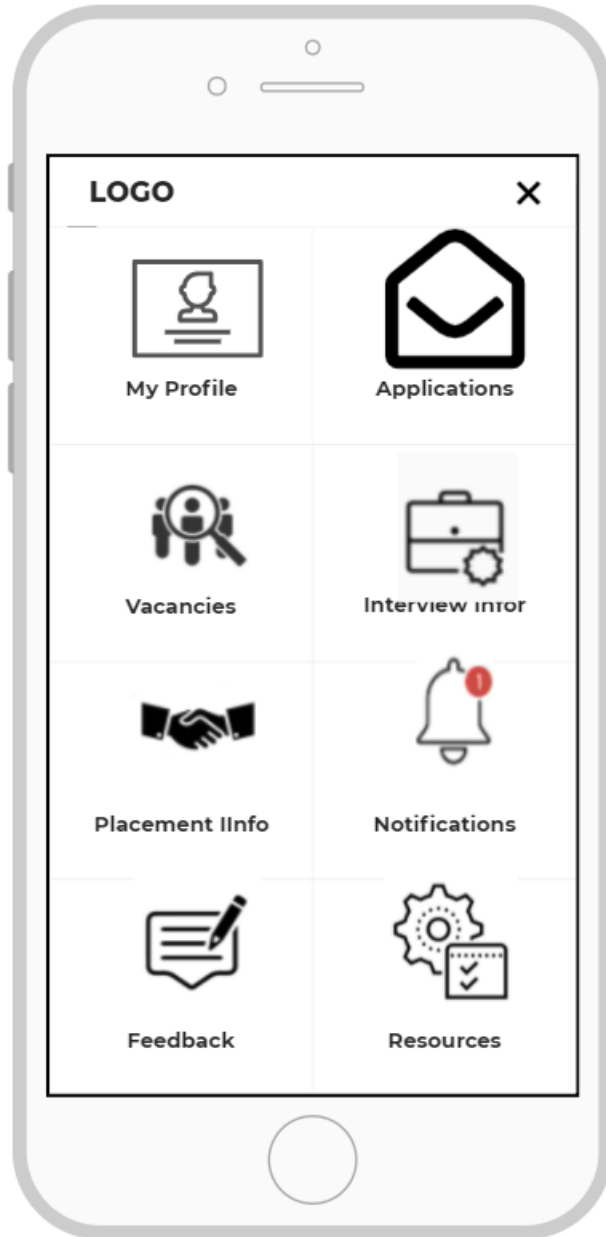 LOGO
My Profile
Applications
Vacancies
Interview Infor
Placement IInfo
1
Notifications
Feedback
Resources